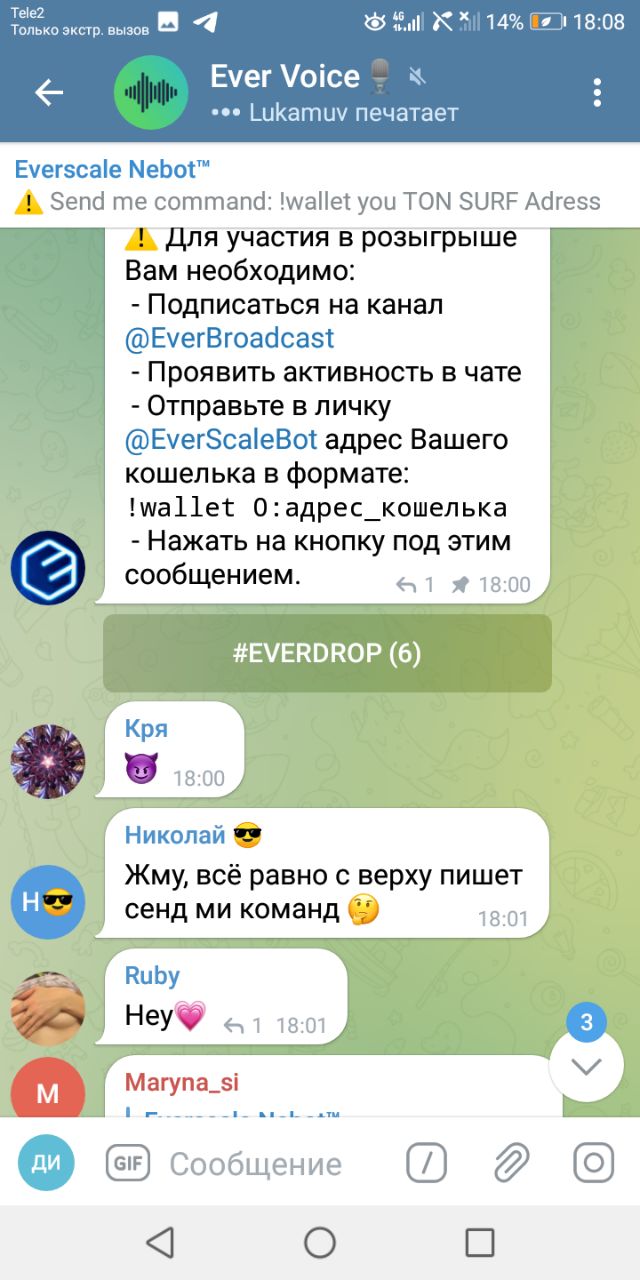 Tele2
Только экстр. вызов
4G
14%
18:08
Ever Voice
Lukamuv печатает
Everscale Nebot™
Send me command: !wallet you TON SURF Adress
Для участия в розыгрыше
Вам необходимо:
- Подписаться на канал
@EverBroadcast
- Проявить активность в чате
- Отправьте в личку
@EverScaleBot адрес Вашего
кошелька в формате:
!wallet 0:адрес_кошелька
- Нажать на кнопку под этим
сообщением.
1 18:00
#EVERDROP (6)
Кря
😈 18:00
Николай 😎
Жму, всё равно с верху пишет
сенд ми команд 🤔
18:01
Н😎
Ruby
Hey💗 1 18:01
3
Maryna_si
М
Everscale Nebot™
ДИ
GIF
Сообщение